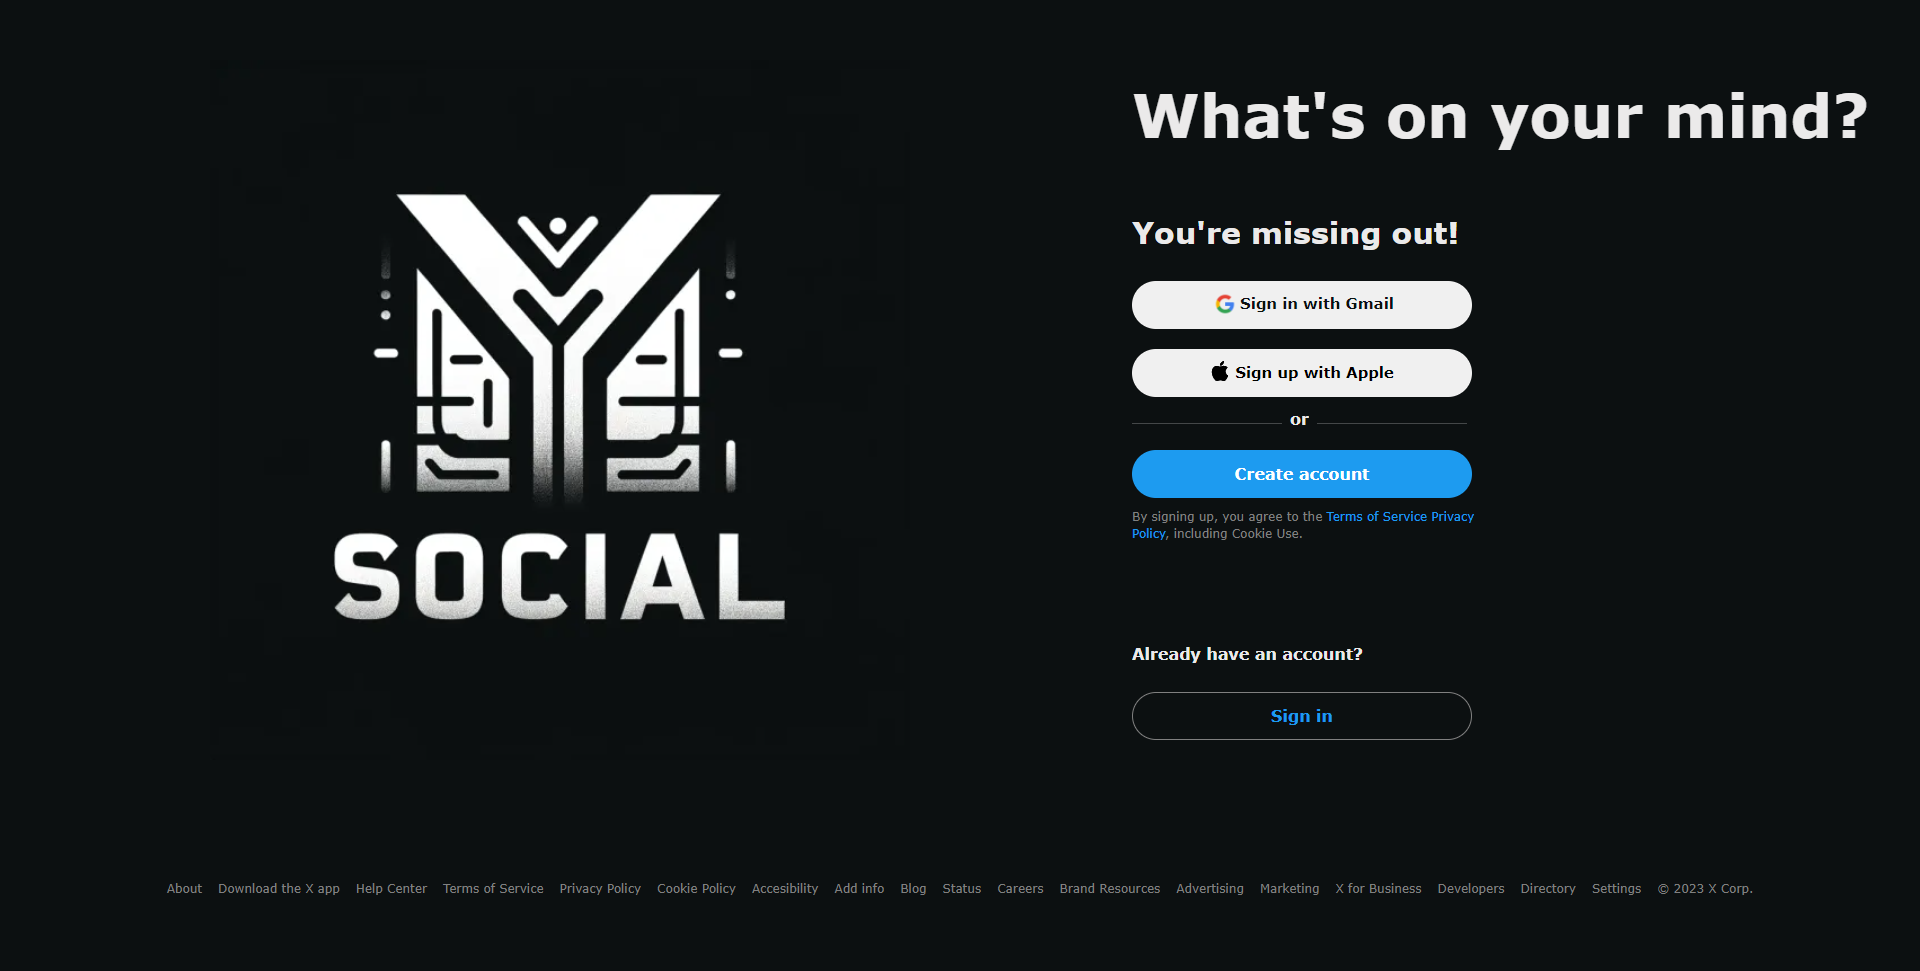 What's on your mind?
You're missing out!
Sign in with Gmail
Sign up with Apple
or
Create account
By signing up, you agree to the Terms of Service Privacy
Policy, including Cookie Use.
Already have an account?
Sign in
Y
SOCIAL
About Download the X app Help Center Terms of Service Privacy Policy Cookie Policy Accesibility Add info Blog Status Careers Brand Resources Advertising Marketing X for Business Developers Directory Settings © 2023 X Corp.